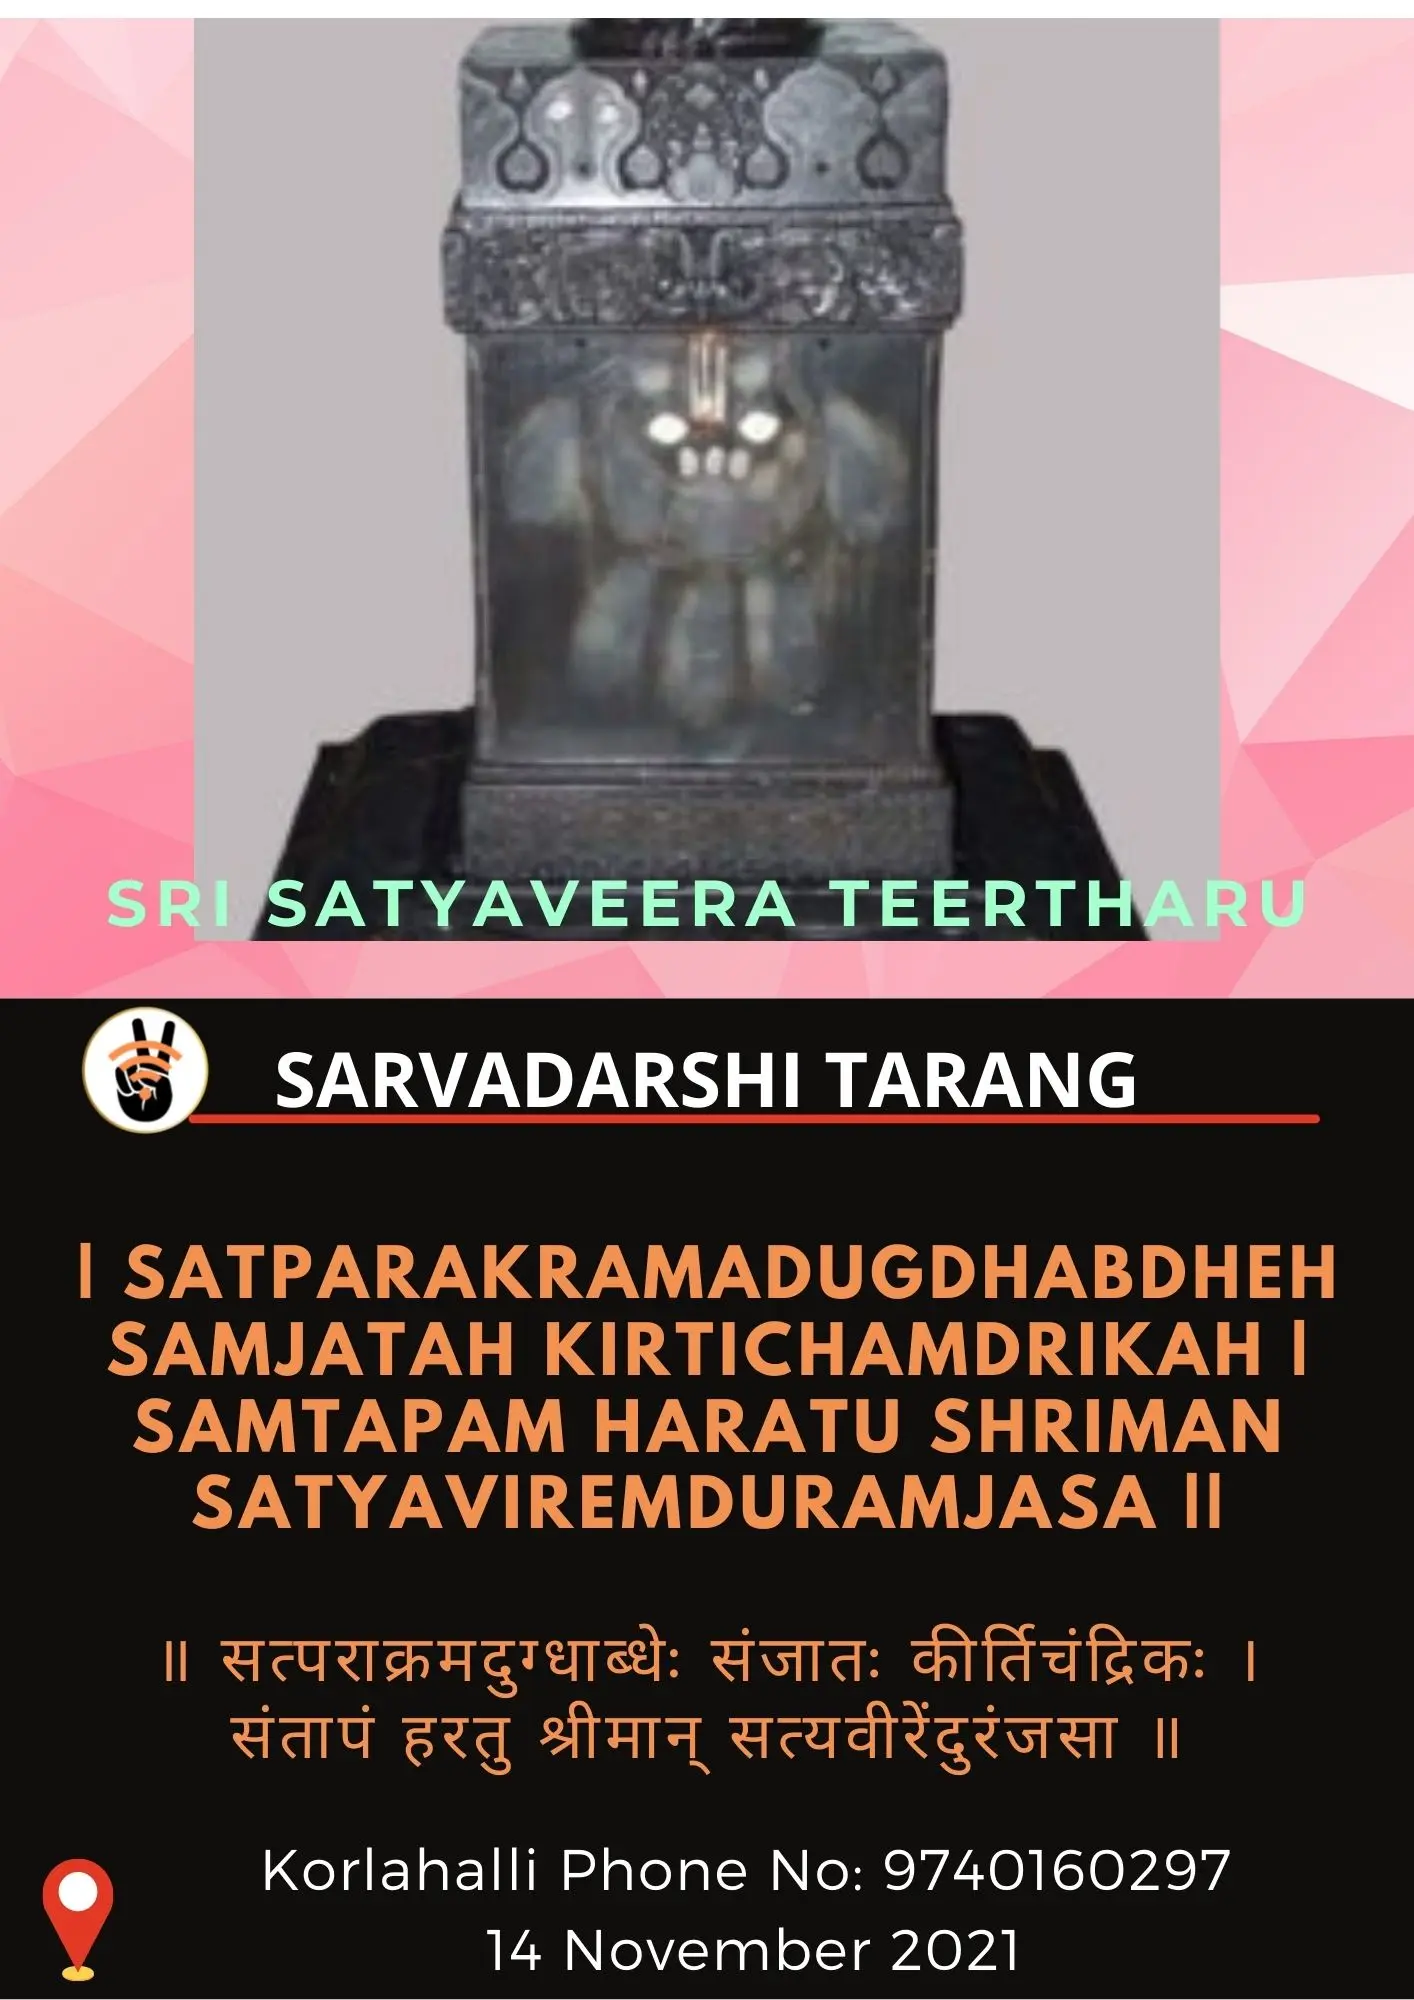 SRI SATYAVEERA TEERTHARU
SARVADARSHI TARANG
| SATPARAKRAMADUGDHABDHEH
SAMJATAH KIRTICHAMDRIKAH |
SAMTAPAM HARATU SHRIMAN
SATYAVIREMDURAMJASA ||
॥ सत्पराक्रमदुग्धाब्धेः संजातः कीर्तिचंद्रिकः ।
संतापं हरतु श्रीमान् सत्यवीरेंदुरंजसा ॥
Korlahalli Phone No: 9740160297
14 November 2021